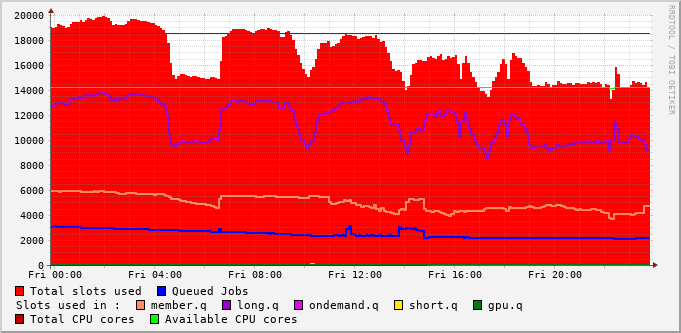 20000
18000
16000
14000
12000
10000
8000
6000
4000
2000
0
Fri 00:00 Fri 04:00 Fri 08:00 Fri 12:00 Fri 16:00 Fri 20:00
Total slots used Queued Jobs
Slots used in : member.q long.q ondemand.q short.q gpu.q
Total CPU cores Available CPU cores
RRDTOOL / TOBI OETIKER